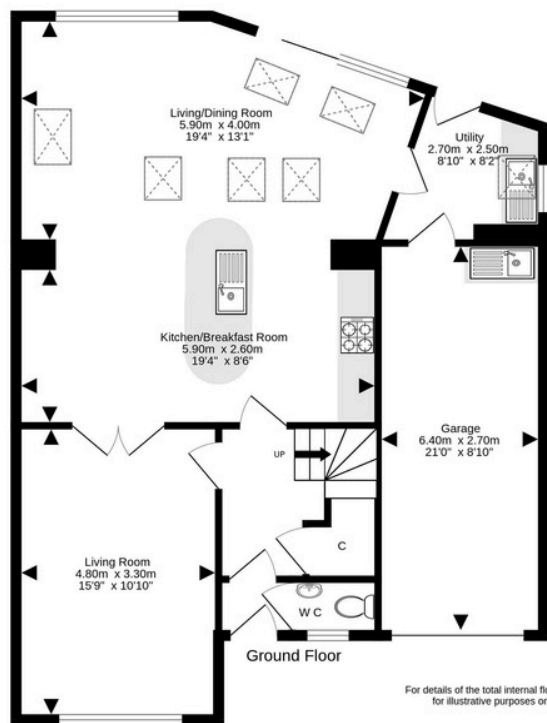 Living/Dining Room
5.90m x 4.00m
19'4" x 13'1"
Utility
2.70m x 2.50m
8'10" x 8'2"
Kitchen/Breakfast Room
5.90m x 2.60m
19'4" x 8'6"
Garage
6.40m x 2.70m
21'0" x 8'10"
UP
C
Living Room
4.80m x 3.30m
15'9" x 10'10"
WC
Ground Floor
For details of the total internal
for illustrative purposes